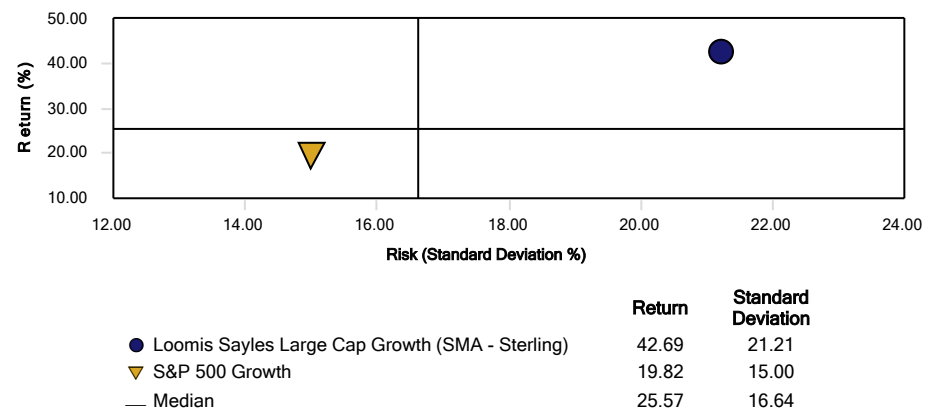 50.00
40.00
30.00
20.00
10.00
Return (%)
12.00 14.00 16.00 18.00 20.00 22.00 24.00
Risk (Standard Deviation %)
Return Standard Deviation
Loomis Sayles Large Cap Growth (SMA - Sterling) 42.69 21.21
S&P 500 Growth 19.82 15.00
Median 25.57 16.64